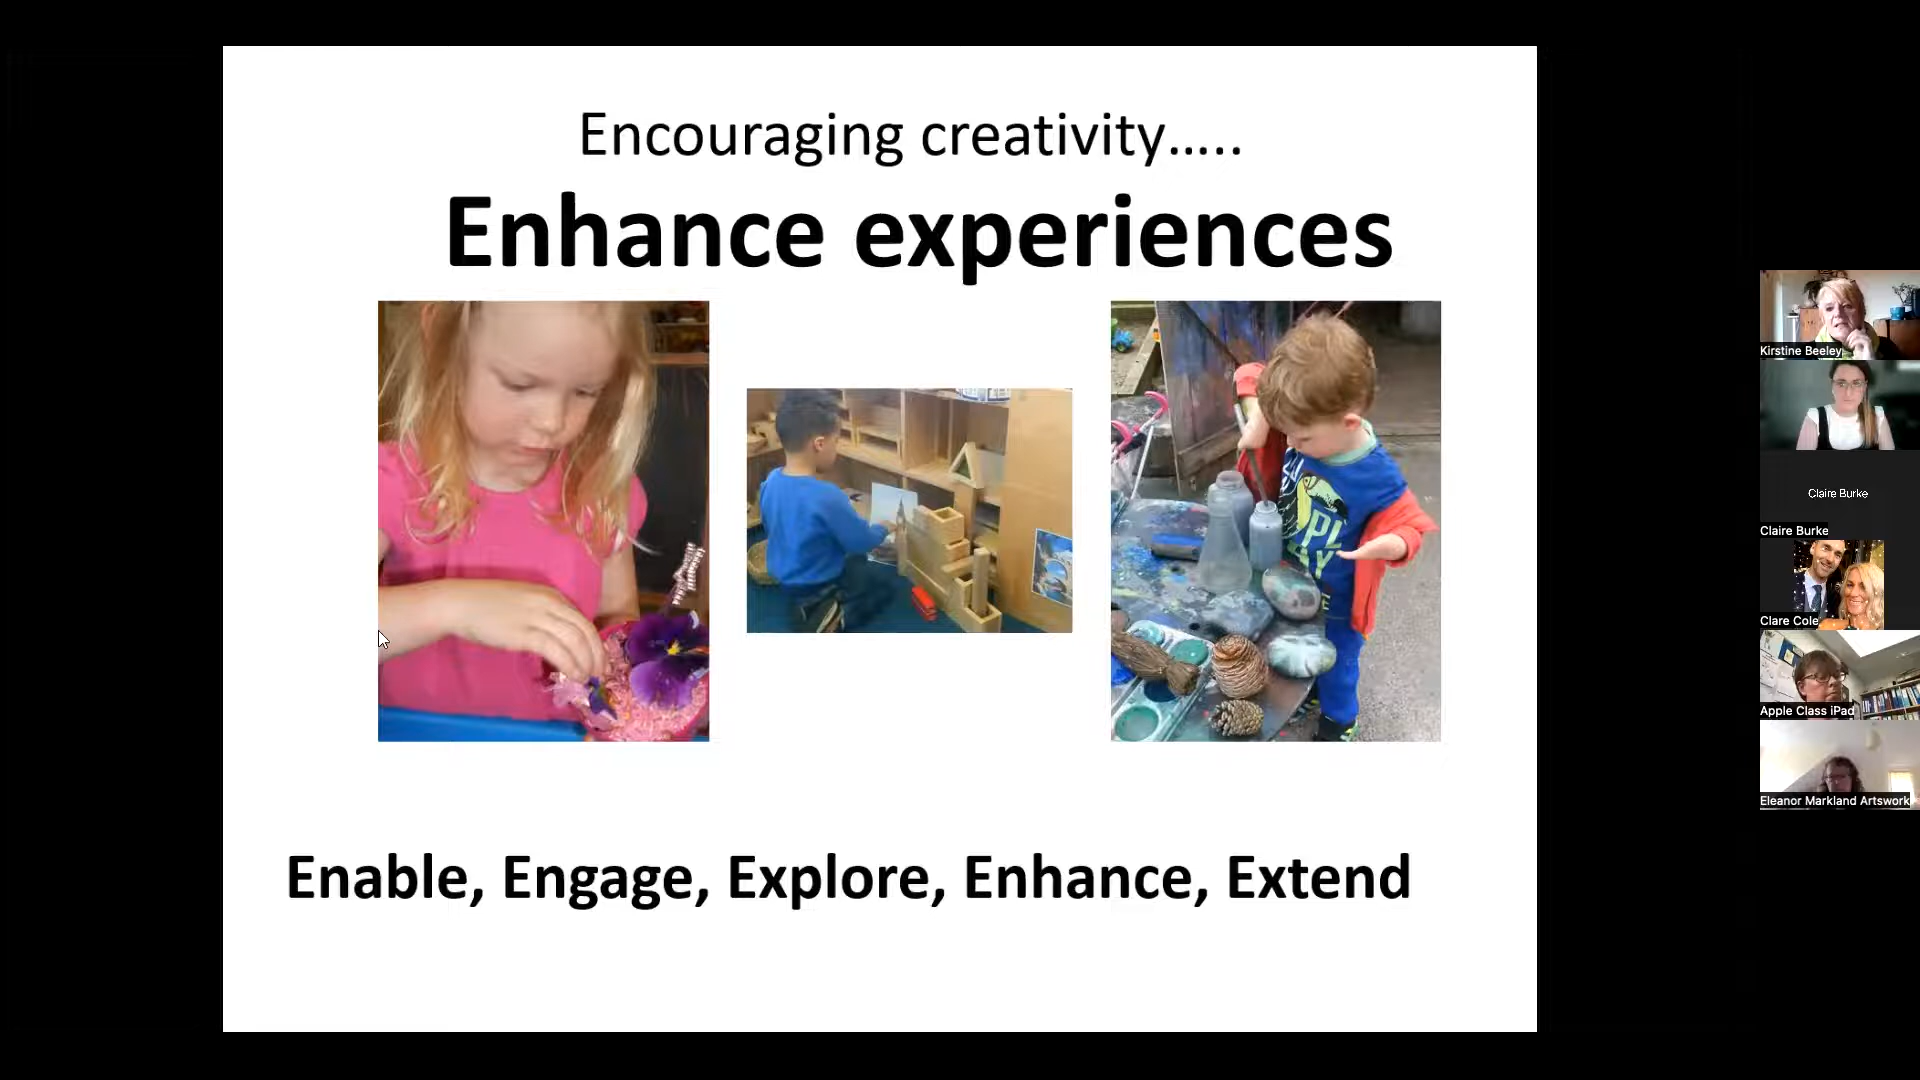 Encouraging creativity…..
Enhance experiences
Enable, Engage, Explore, Enhance, Extend
Kirstine Beeley
Claire Burke
Claire Burke
Clare Cole
Apple Class iPad
Eleanor Markland Artswork